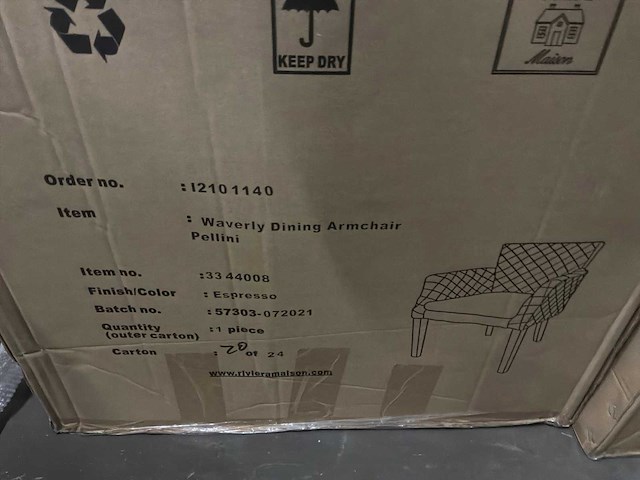 KEEP DRY
Maison
Order no. : I2101140
Item : Waverly Dining Armchair
Pellini
Item no. :3344008
Finish/Color : Espresso
Batch no. : 57303-072021
Quantity : 1 piece
(outer carton)
Carton : 20 of 24
www.rivieramaison.com